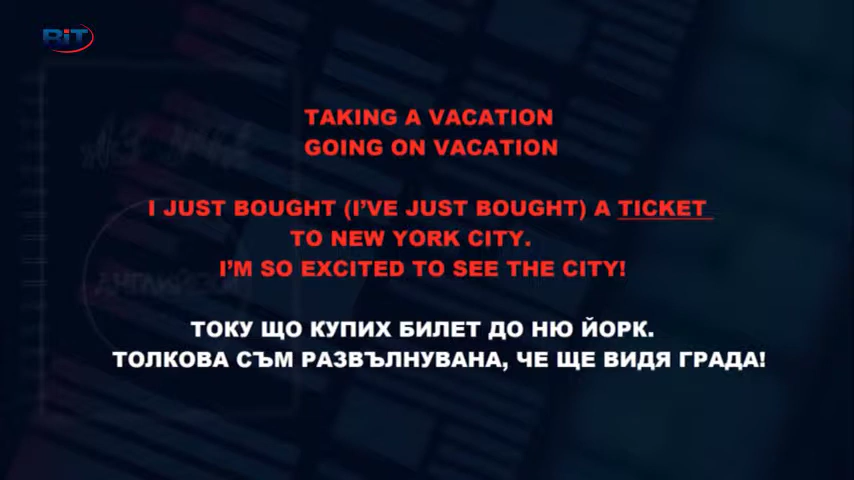 RiT
TAKING A VACATION
GOING ON VACATION
I JUST BOUGHT (I'VE JUST BOUGHT) A TICKET
TO NEW YORK CITY.
I'M SO EXCITED TO SEE THE CITY!
ТОКУ ЩО КУПИХ БИЛЕТ ДО НЮ ЙОРК.
ТОЛКОВА СЪМ РАЗВЪЛНУВАНА, ЧЕ ЩЕ ВИДЯ ГРАДА!